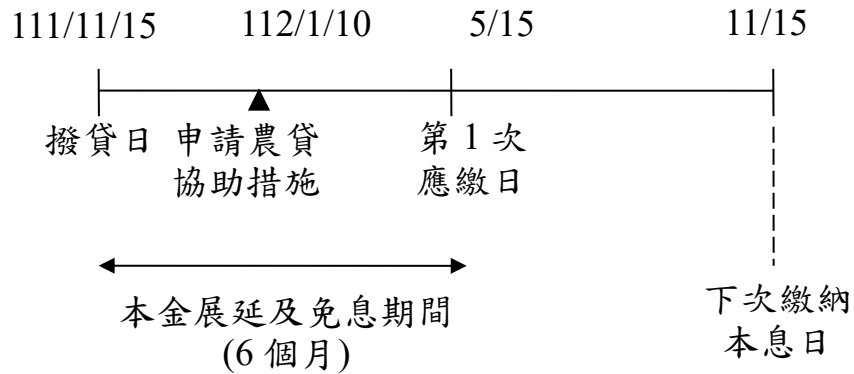 111/11/15 112/1/10 5/15 11/15
撥貸日 申請農貸 第 1 次
協助措施 應繳日
本金展延及免息期間
(6 個月)
下次繳納
本息日